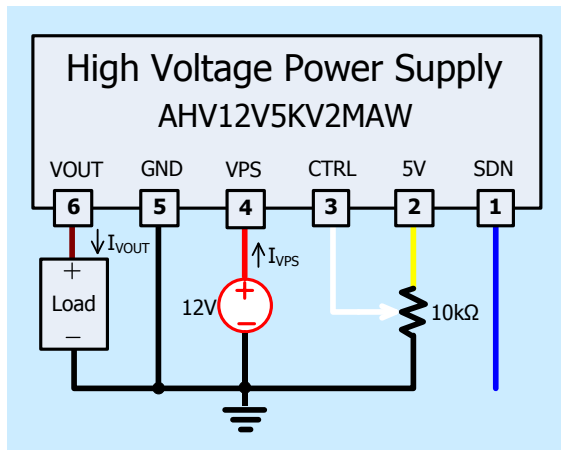 High Voltage Power Supply
AHV12V5KV2MAW
VOUT GND VPS CTRL 5V SDN
6 5 4 3 2 1
IVOUT IVPS
+
Load
−
12V
+
−
10kΩ